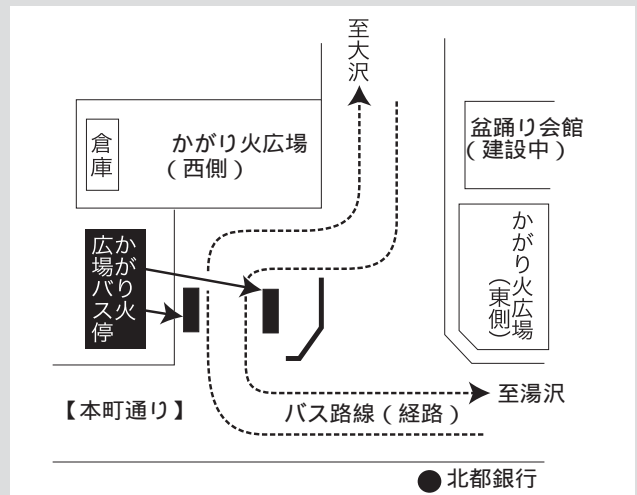 至大沢
倉庫
かがり火広場
（西側）
盆踊り会館
（建設中）
かがり火広場
（東側）
かがり火
広場バス停
【本町通り】
バス路線（経路）
至湯沢
●北都銀行